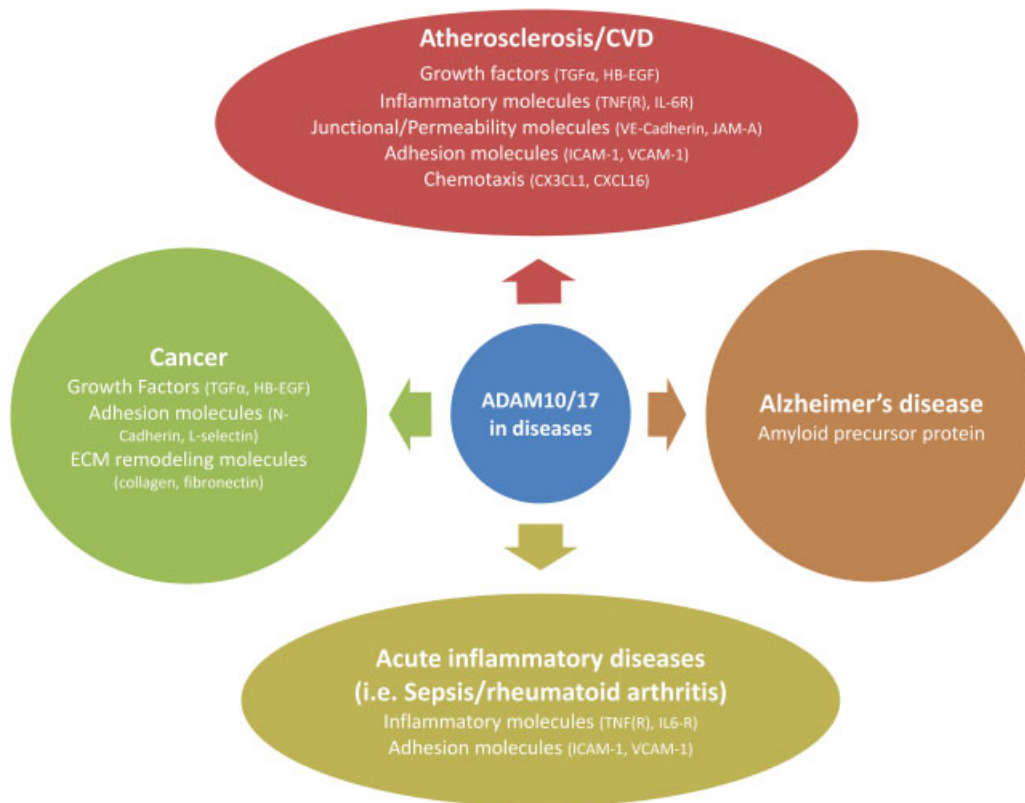 Atherosclerosis/CVD
Growth factors (TGFα, HB-EGF)
Inflammatory molecules (TNF(R), IL-6R)
Junctional/Permeability molecules (VE-Cadherin, JAM-A)
Adhesion molecules (ICAM-1, VCAM-1)
Chemotaxis (CX3CL1, CXCL16)
Cancer
Growth Factors (TGFα, HB-EGF)
Adhesion molecules (N-
Cadherin, L-selectin)
ECM remodeling molecules
(collagen, fibronectin)
ADAM10/17
in diseases
Alzheimer's disease
Amyloid precursor protein
Acute inflammatory diseases
(i.e. Sepsis/rheumatoid arthritis)
Inflammatory molecules (TNF(R), IL6-R)
Adhesion molecules (ICAM-1, VCAM-1)